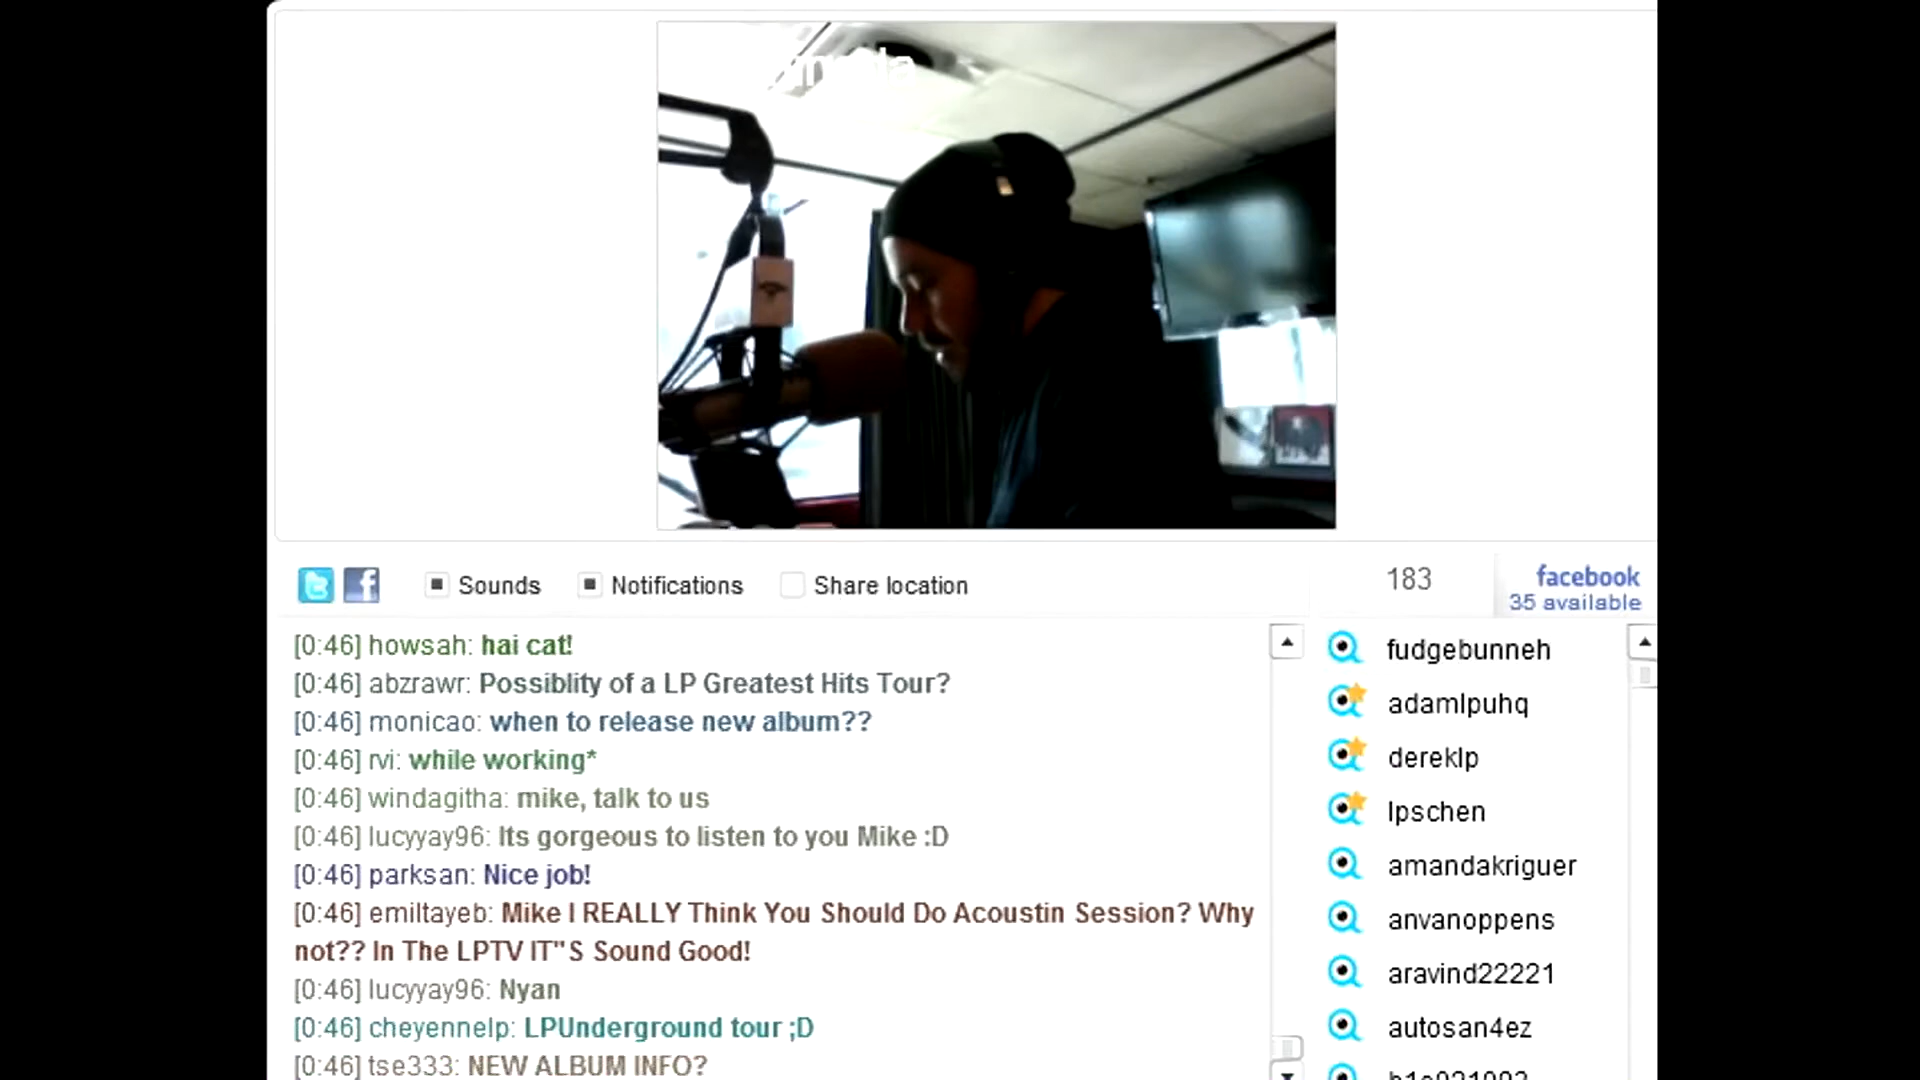 Sounds Notifications Share location
183
facebook
35 available
[0:46] howsah: hai cat!
[0:46] abzrawr: Possiblity of a LP Greatest Hits Tour?
[0:46] monicao: when to release new album??
[0:46] rvi: while working*
[0:46] windagitha: mike, talk to us
[0:46] lucyyay96: Its gorgeous to listen to you Mike :D
[0:46] parksan: Nice job!
[0:46] emiltayeb: Mike I REALLY Think You Should Do Acoustin Session? Why
not?? In The LPTV IT"S Sound Good!
[0:46] lucyyay96: Nyan
[0:46] cheyennelp: LPUnderground tour ;D
[0:46] tse333: NEW ALBUM INFO?
fudgebunneh
adamlpuhq
dereklp
lpschen
amandakriguer
anvanoppens
aravind22221
autosan4ez